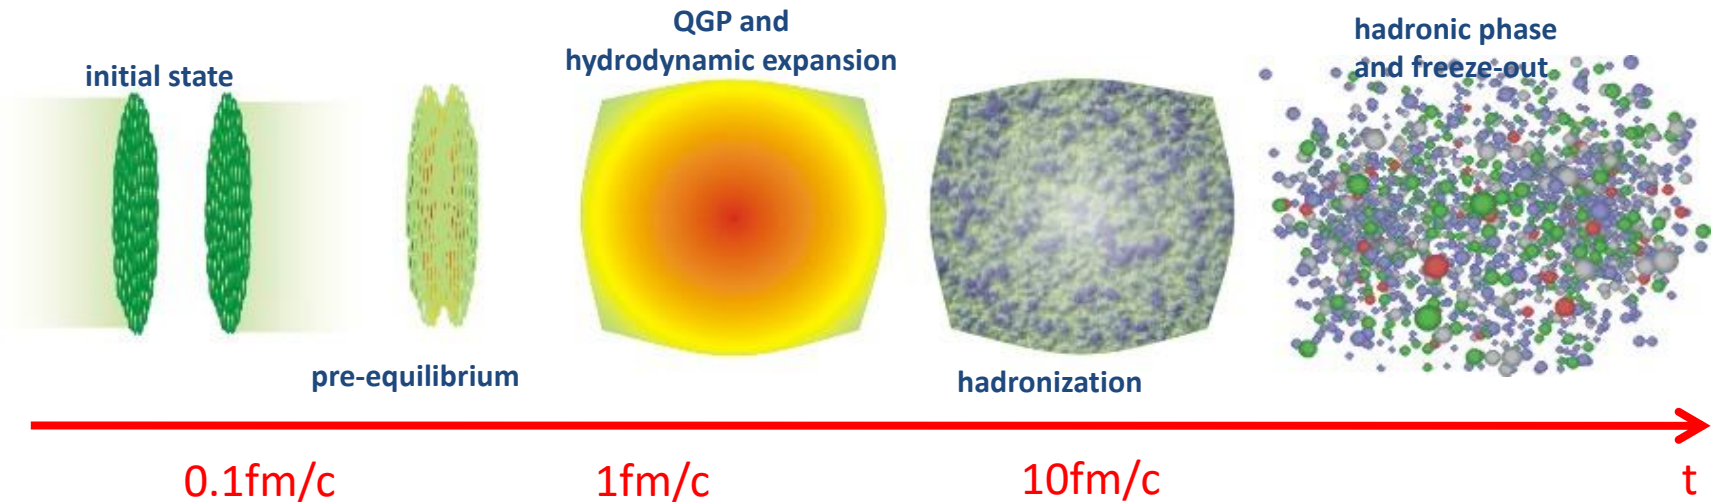 initial state
pre-equilibrium
QGP and
hydrodynamic expansion
hadronization
hadronic phase
and freeze-out
0.1fm/c
1fm/c
10fm/c
t